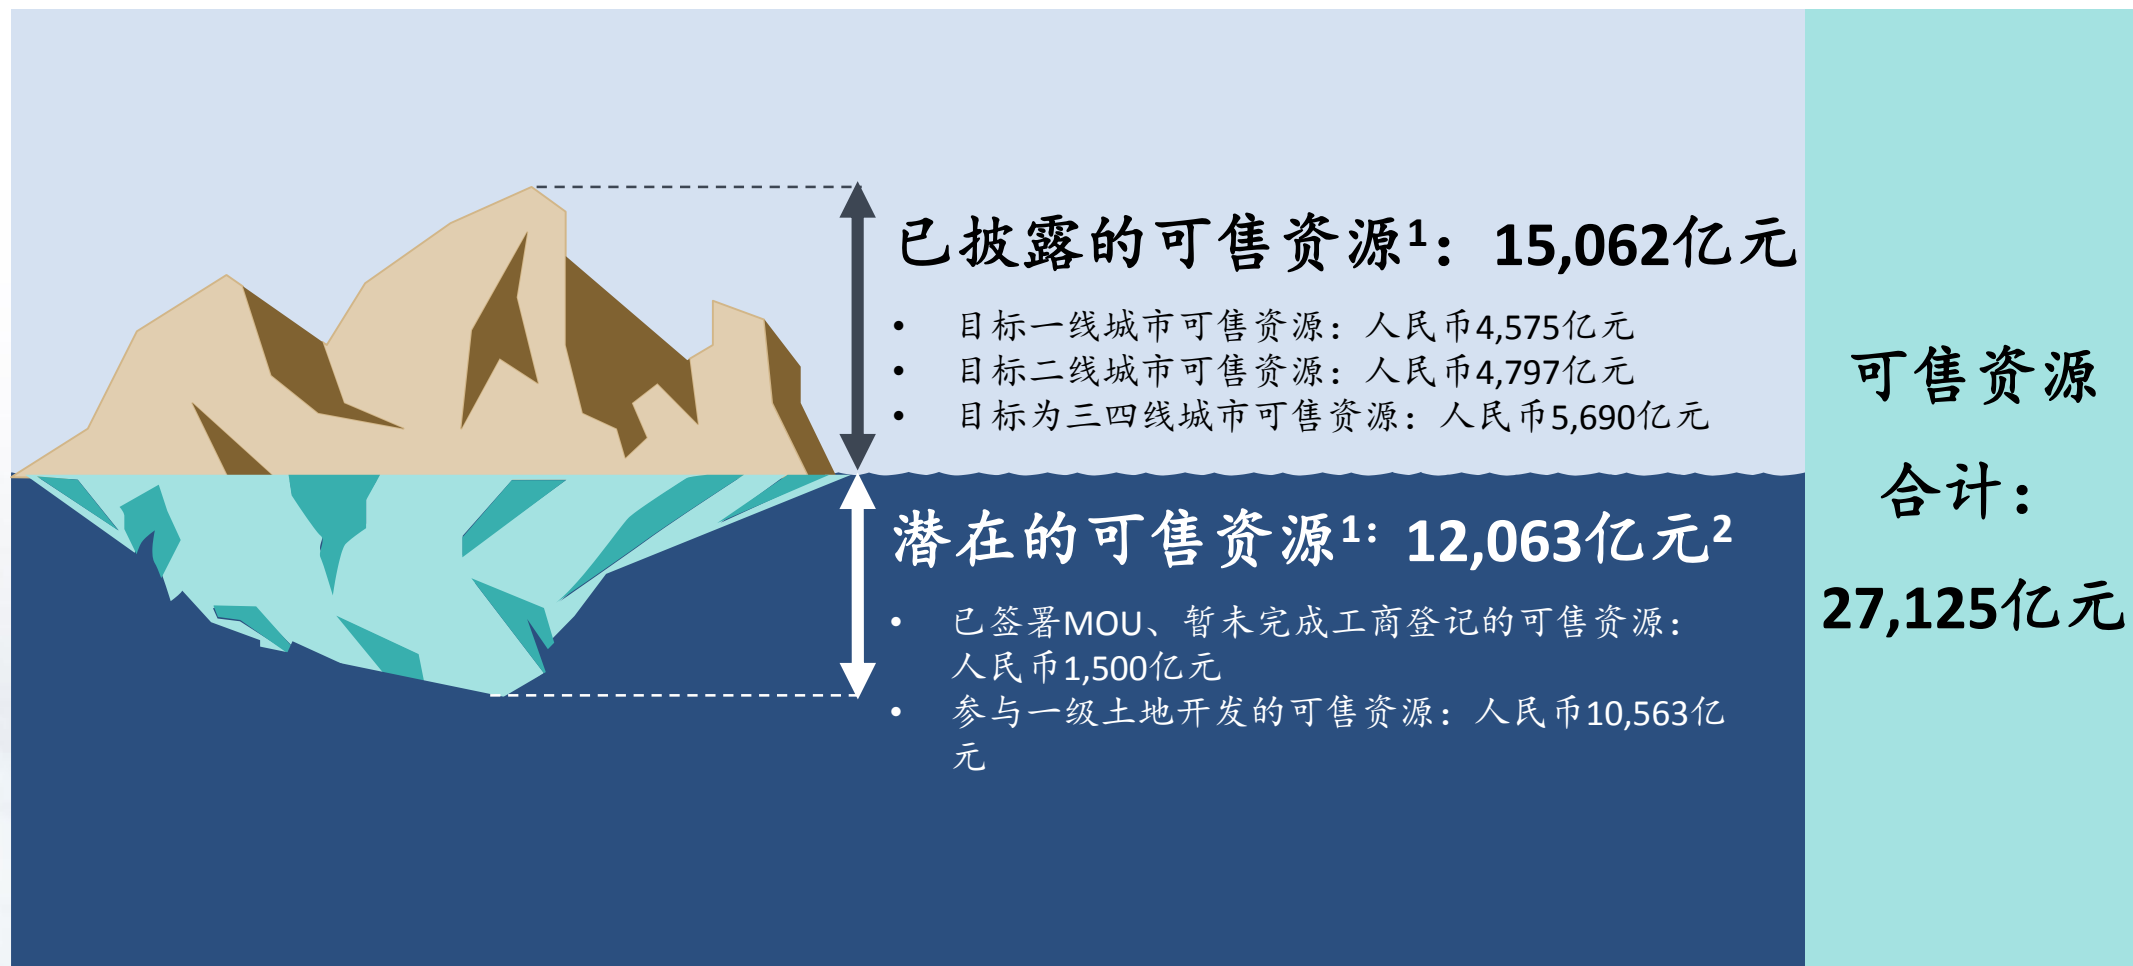 已披露的可售资源1：15,062亿元
• 目标一线城市可售资源：人民币4,575亿元
• 目标二线城市可售资源：人民币4,797亿元
• 目标为三四线城市可售资源：人民币5,690亿元
潜在的可售资源1：12,063亿元2
• 已签署MOU、暂未完成工商登记的可售资源：
人民币1,500亿元
• 参与一级土地开发的可售资源：人民币10,563亿
元
可售资源
合计：
27,125亿元